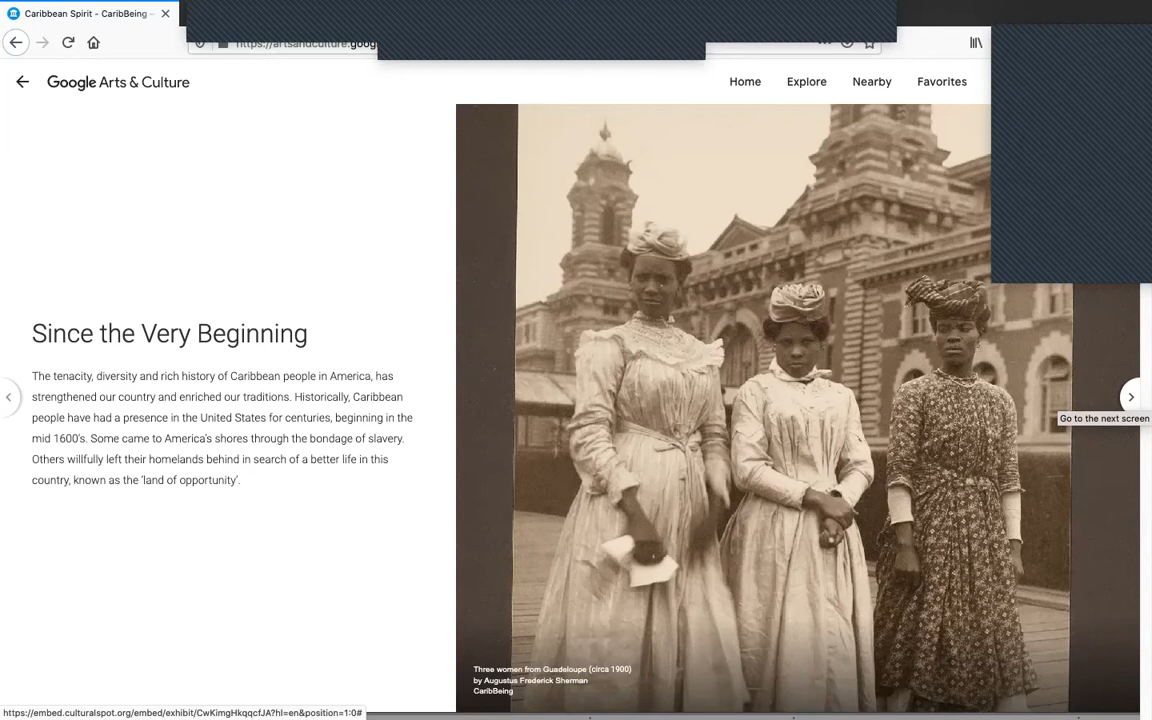 Caribbean Spirit - CaribBeing
https://artsandculture.goog
Google Arts & Culture
Home Explore Nearby Favorites
Since the Very Beginning
The tenacity, diversity and rich history of Caribbean people in America, has
strengthened our country and enriched our traditions. Historically, Caribbean
people have had a presence in the United States for centuries, beginning in the
mid 1600's. Some came to America's shores through the bondage of slavery.
Others willfully left their homelands behind in search of a better life in this
country, known as the 'land of opportunity'.
Go to the next screen
Three women from Guadeloupe (circa 1900)
by Augustus Frederick Sherman
CaribBeing
https://embed.culturalspot.org/embed/exhibit/CwKimgHkqqcfJA?hl=en&position=1:0#